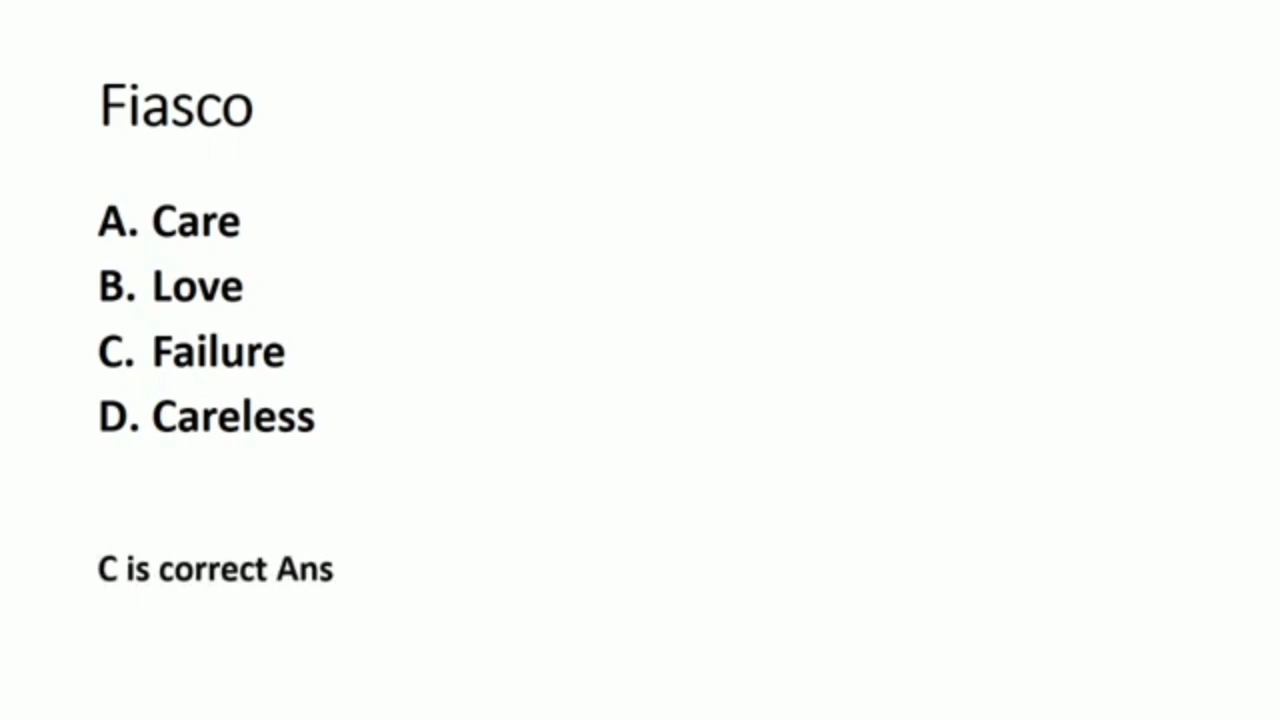 Fiasco
A. Care
B. Love
C. Failure
D. Careless
C is correct Ans